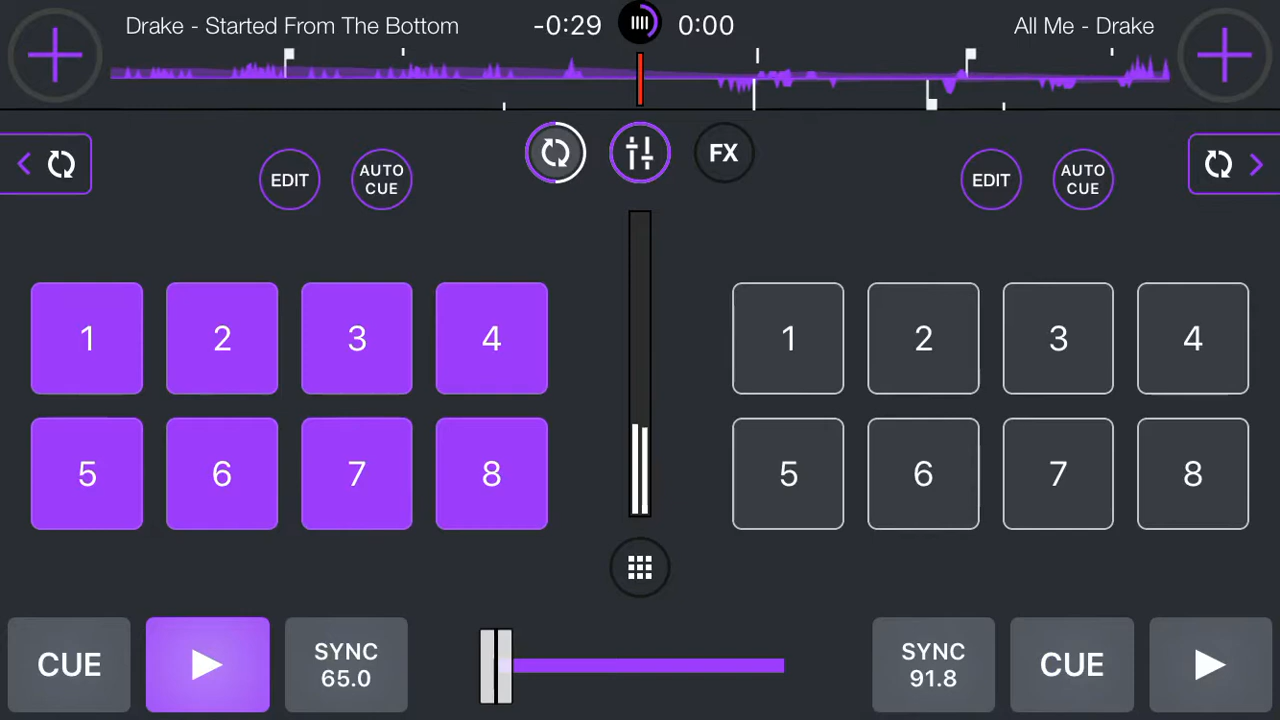 Drake - Started From The Bottom -0:29 0:00 All Me - Drake
EDIT AUTO CUE FX EDIT AUTO CUE
1 2 3 4 1 2 3 4
5 6 7 8 5 6 7 8
CUE SYNC 65.0 SYNC 91.8 CUE